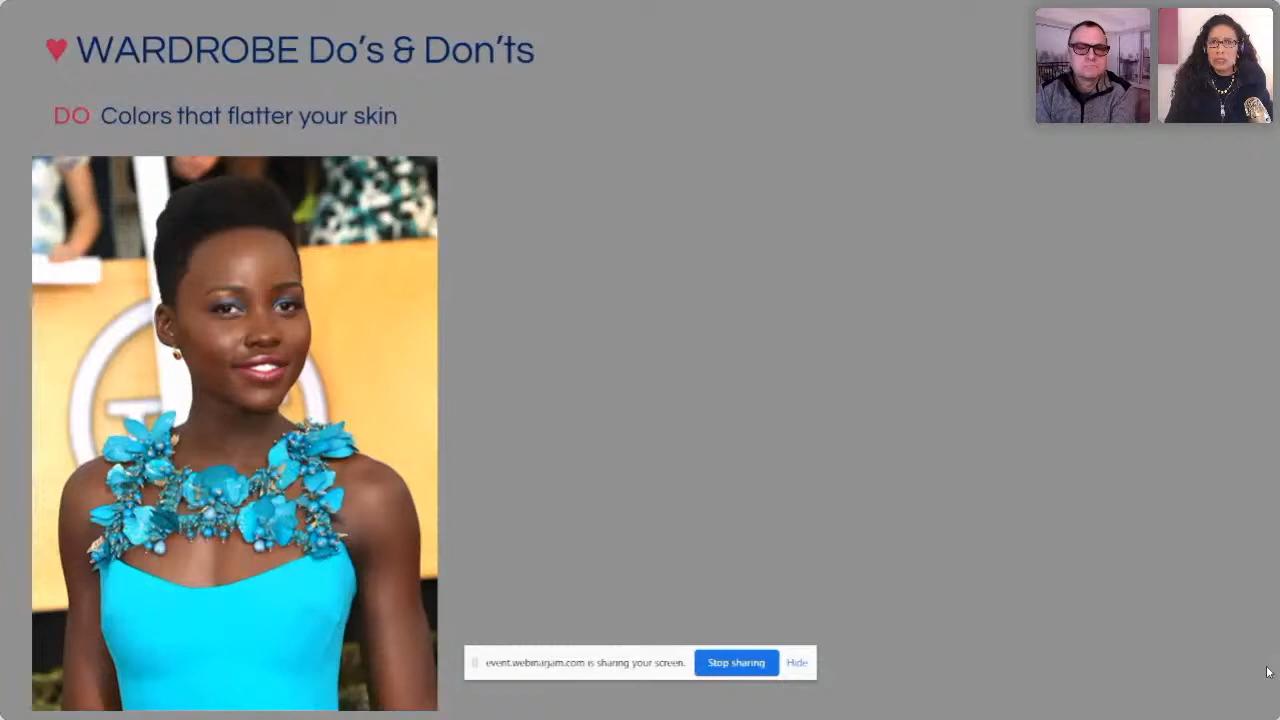 ♥ WARDROBE Do's & Don'ts
DO Colors that flatter your skin
event.webinarjam.com is sharing your screen. Stop sharing Hide